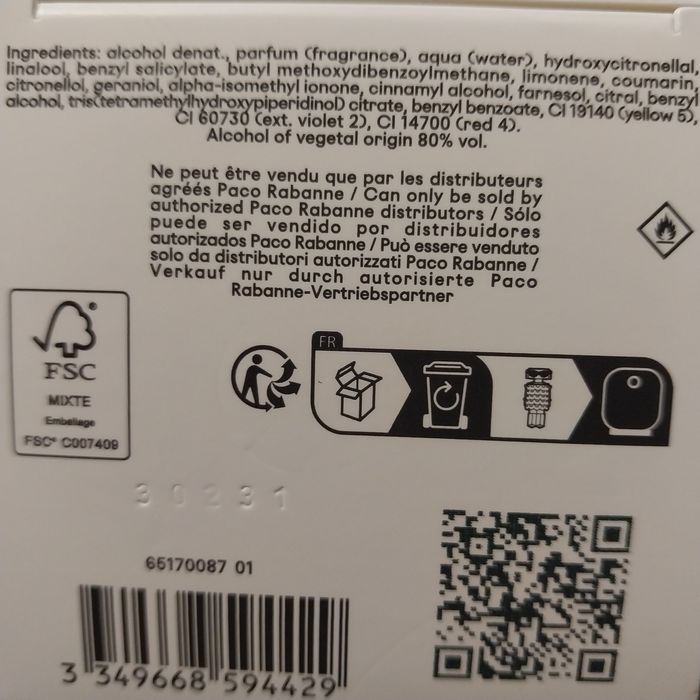 Ingredients: alcohol denat., parfum (fragrance), aqua (water), hydroxycitronellal,
linalool, benzyl salicylate, butyl methoxydibenzoylmethane, limonene, coumarin,
citronellol, geraniol, alpha-isomethyl ionone, cinnamyl alcohol, farnesol, citral, benzyl
alcohol, tris(tetramethylhydroxypiperidinol) citrate, benzyl benzoate, CI 19140 (yellow 5),
CI 60730 (ext. violet 2), CI 14700 (red 4).
Alcohol of vegetal origin 80% vol.
Ne peut être vendu que par les distributeurs
agréés Paco Rabanne / Can only be sold by
authorized Paco Rabanne distributors / Sólo
puede ser vendido por distribuidores
autorizados Paco Rabanne / Può essere venduto
solo da distributori autorizzati Paco Rabanne /
Verkauf nur durch autorisierte Paco
Rabanne-Vertriebspartner
FR
FSC
MIXTE
Emballage
FSC® C007409
30231
65170087 01
3 349668 594429